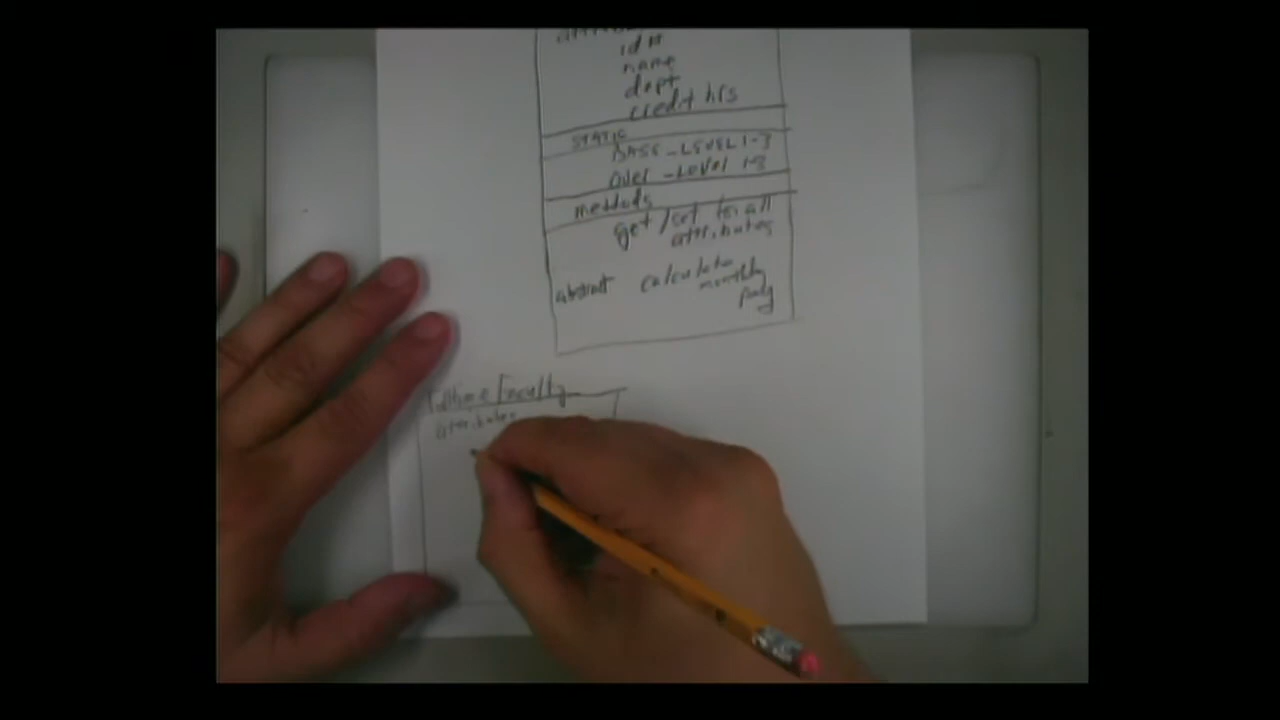 id #
name
dept
credit hrs
STATIC
BASE_LEVEL 1-3
Over_Level 1-3
methods
get/set for all
attributes
abstract calculate
monthly
pay
Fulltime Faculty
attributes